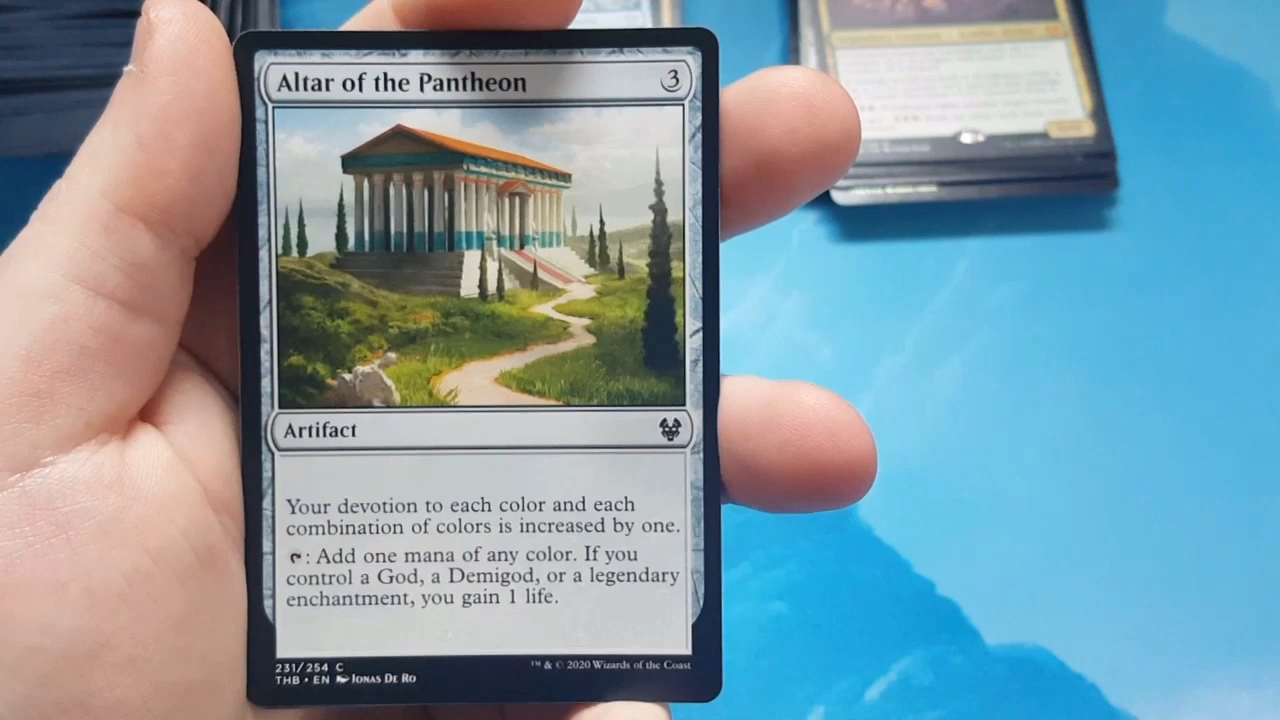 Altar of the Pantheon 3
Artifact
Your devotion to each color and each
combination of colors is increased by one.
: Add one mana of any color. If you
control a God, a Demigod, or a legendary
enchantment, you gain 1 life.
231/254 C
THB • EN Jonas De Ro
™ & © 2020 Wizards of the Coast